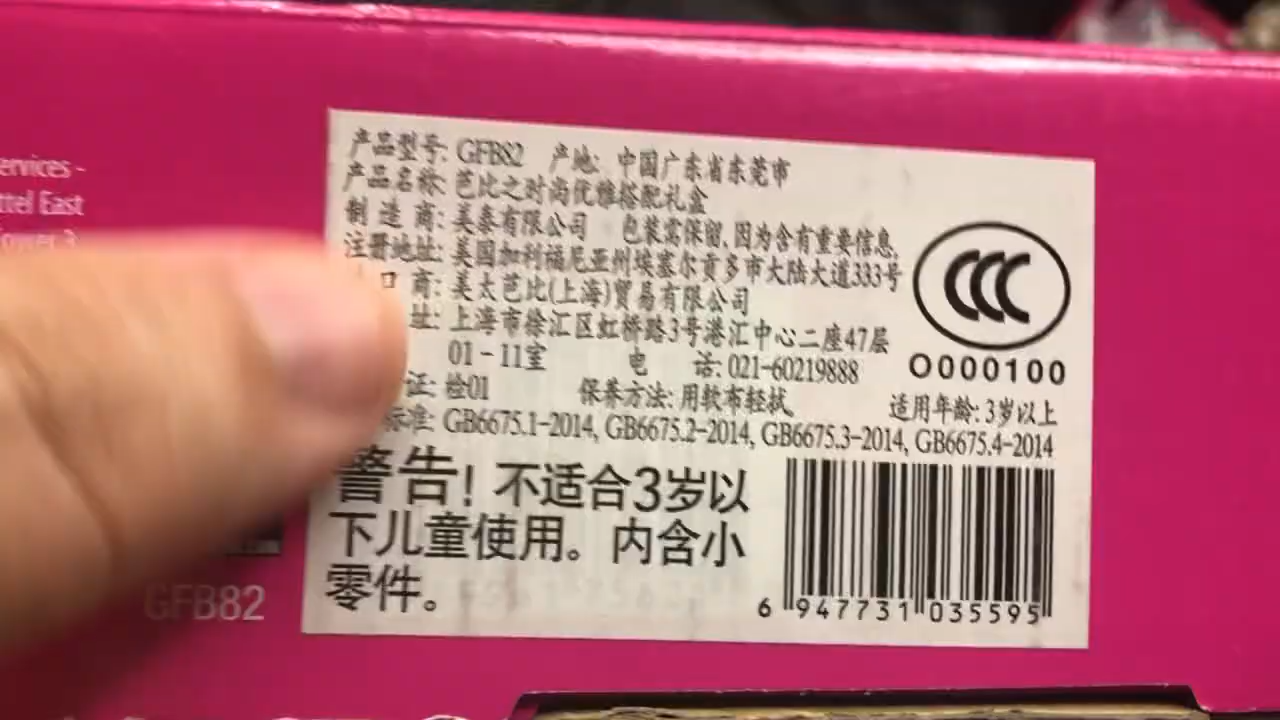 产品型号: GFB82 产地: 中国广东省东莞市
产品名称: 芭比之时尚优雅搭配礼盒
制造商: 美泰有限公司 包装需保留,因为含有重要信息,
注册地址: 美国加利福尼亚州埃塞尔贡多市大陆大道333号
口商: 美太芭比(上海)贸易有限公司
址: 上海市徐汇区虹桥路3号港汇中心二座47层
01-11室 电话: 021-60219888
证: 检01 保养方法: 用软布轻拭 适用年龄: 3岁以上
标准: GB6675.1-2014, GB6675.2-2014, GB6675.3-2014, GB6675.4-2014
警告! 不适合3岁以
下儿童使用。内含小
零件。
CCC
O000100
6 947731 035595
ervices -
ttel East
ower 3
GFB82